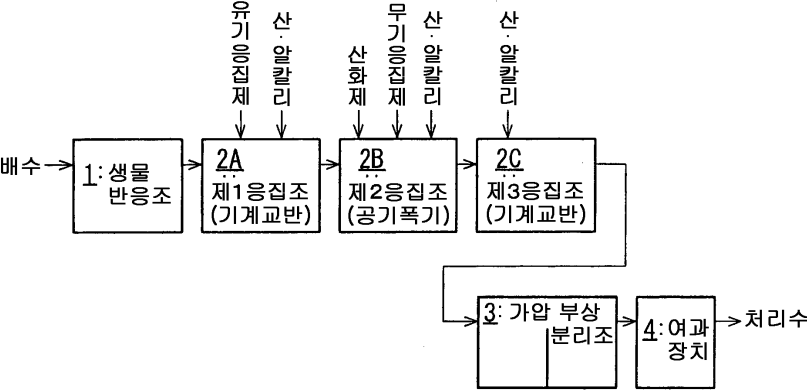 유기응집제
산·알칼리
산화제
무기응집제
산·알칼리
산·알칼리
배수
1: 생물
반응조
2A
제1응집조
(기계교반)
2B
제2응집조
(공기폭기)
2C
제3응집조
(기계교반)
3: 가압 부상
분리조
4: 여과
장치
처리수